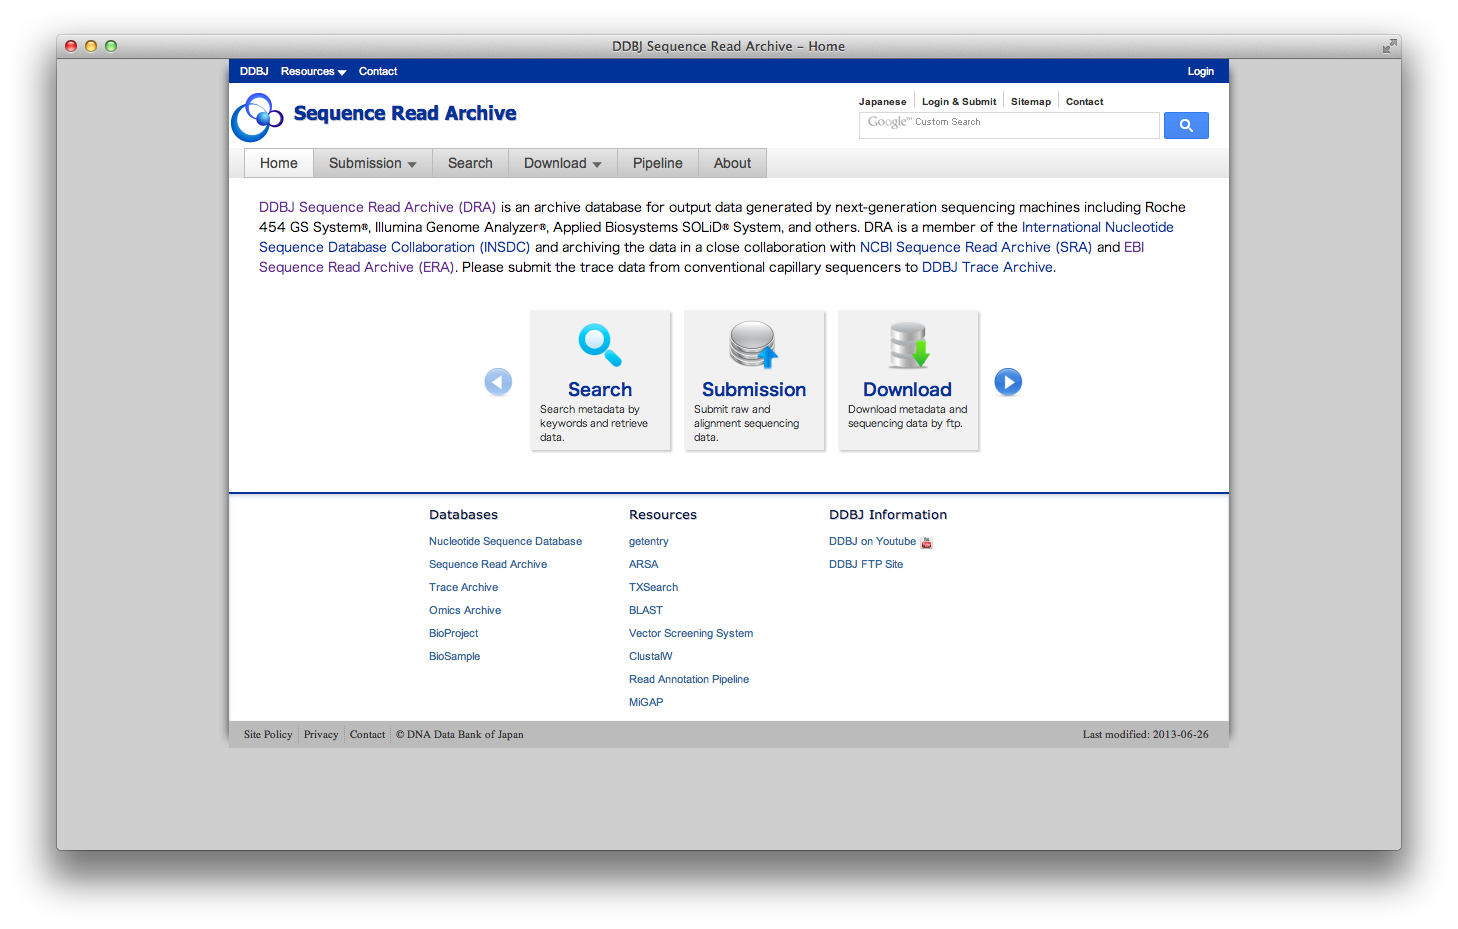 DDBJ Sequence Read Archive – Home
DDBJ Resources Contact Login
Sequence Read Archive
Japanese Login & Submit Sitemap Contact
Google™ Custom Search
Home Submission Search Download Pipeline About
DDBJ Sequence Read Archive (DRA) is an archive database for output data generated by next-generation sequencing machines including Roche
454 GS System®, Illumina Genome Analyzer®, Applied Biosystems SOLiD® System, and others. DRA is a member of the International Nucleotide
Sequence Database Collaboration (INSDC) and archiving the data in a close collaboration with NCBI Sequence Read Archive (SRA) and EBI
Sequence Read Archive (ERA). Please submit the trace data from conventional capillary sequencers to DDBJ Trace Archive.
Search
Search metadata by
keywords and retrieve
data.
Submission
Submit raw and
alignment sequencing
data.
Download
Download metadata and
sequencing data by ftp.
Databases
Nucleotide Sequence Database
Sequence Read Archive
Trace Archive
Omics Archive
BioProject
BioSample
Resources
getentry
ARSA
TXSearch
BLAST
Vector Screening System
ClustalW
Read Annotation Pipeline
MiGAP
DDBJ Information
DDBJ on Youtube
DDBJ FTP Site
Site Policy Privacy Contact © DNA Data Bank of Japan Last modified: 2013-06-26